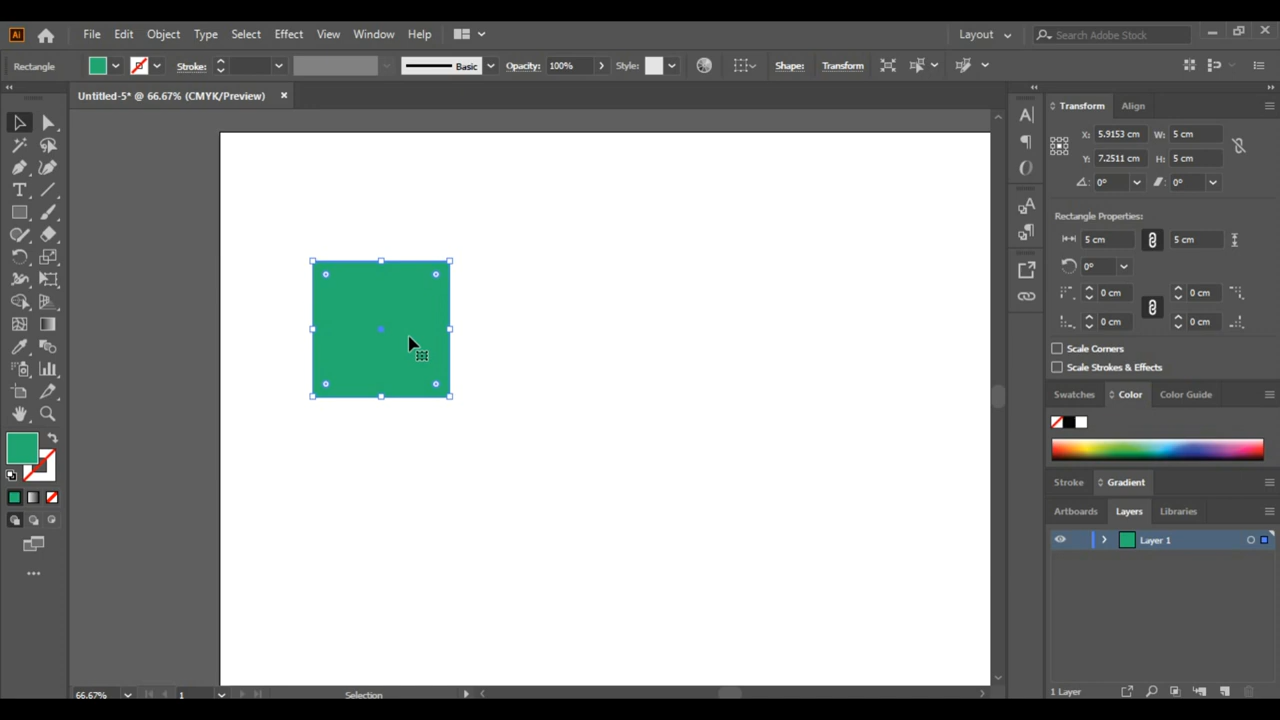 Ai File Edit Object Type Select Effect View Window Help Layout Search Adobe Stock
Rectangle Stroke: Basic Opacity: 100% Style: Shape: Transform
Untitled-5* @ 66.67% (CMYK/Preview) ×
Transform Align
X: 5.9153 cm W: 5 cm
Y: 7.2511 cm H: 5 cm
0° 0°
Rectangle Properties:
5 cm 5 cm
0°
0 cm 0 cm
0 cm 0 cm
Scale Corners
Scale Strokes & Effects
Swatches Color Color Guide
Stroke Gradient
Artboards Layers Libraries
Layer 1
66.67% 1 Selection 1 Layer